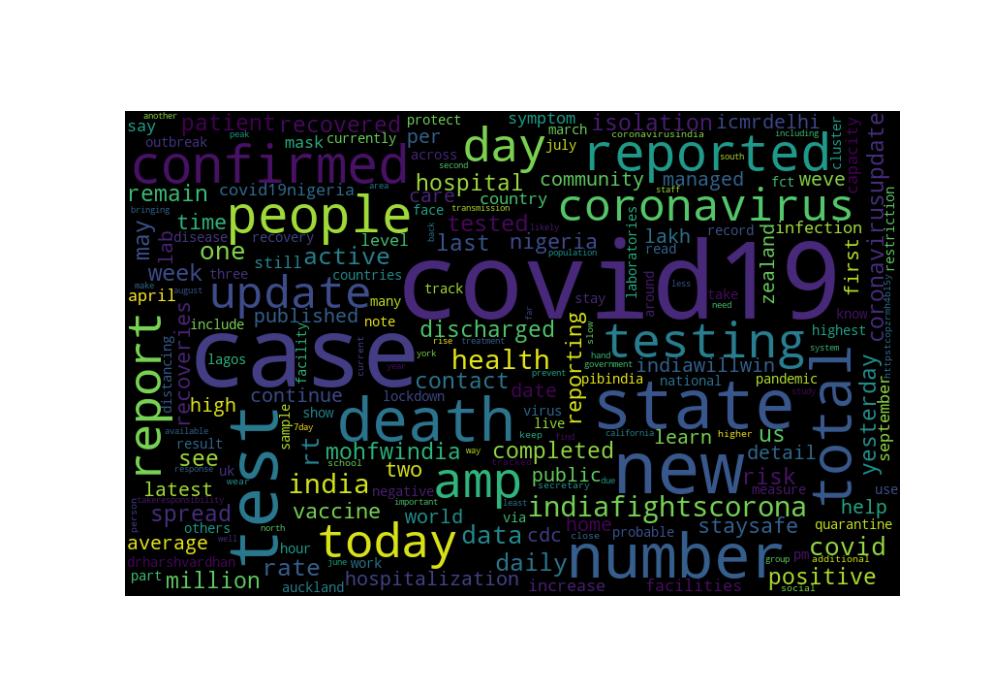 another
say
patient
recovered
protect
symptom
march
isolation
icmrdelhi
coronavirusindia
including
outbreak
peak
mask
currently
per
day
july
reported
cluster
capacity
confirmed
across
second
south
coronavirusupdate
remain
covid19nigeria
hospital
care
country
community
managed
fct
weve
staff
bringing
area
time
people
face
transmission
coronavirus
infection
restriction
may
lab
disease
recovery
level
tested
likely
laboratories
lakh
record
read
one
still
active
last
back
nigeria
population
zealand
first
week
three
countries
covid19
around
less
april
august
make
update
many
track
stay
take
need
know
recoveries
include
published
note
far
slow
testing
highest
report
distancing
lagos
case
current
rise
treatment
discharged
reporting
hand
government
system
facility
york
year
health
prevent
indiawillwin
total
yesterday
september
high
continue
lockdown
contact
date
pibindia
national
pandemic
study
sample
show
death
virus
state
available
7day
live
california
higher
learn
us
result
test
rt
keep
find
detail
see
uk
school
mohfwindia
way
completed
due
response
wear
two
tracked
new
risk
latest
india
negative
amp
secretary
public
measure
use
takeresponsibility
person
important
least
indiafightscorona
help
spread
vaccine
world
via
home
staysafe
others
north
today
data
cdc
close
probable
quarantine
average
hour
number
pm
covid
well
drharshvardhan
june
work
daily
group
additional
part
million
rate
auckland
hospitalization
increase
facilities
positive
social